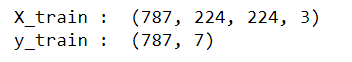 X_train :  (787, 224, 224, 3)
y_train :  (787, 7)